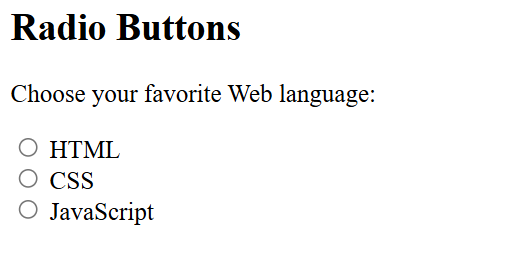 Radio Buttons
Choose your favorite Web language:
HTML
CSS
JavaScript